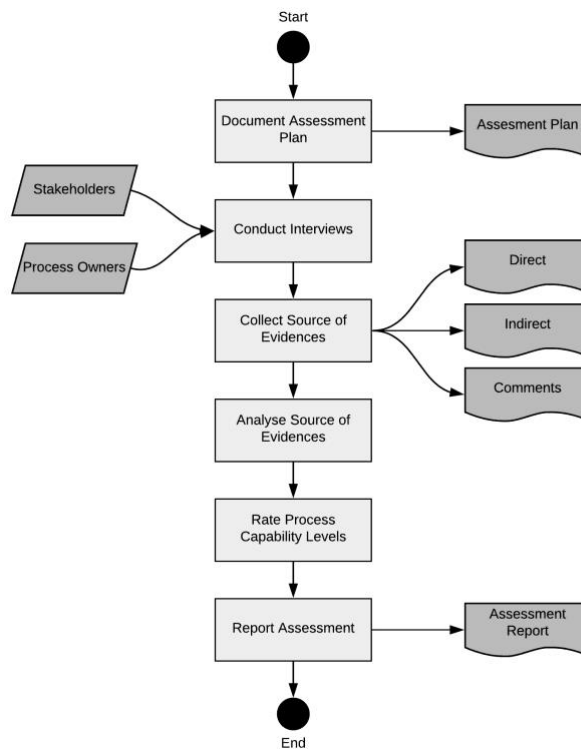 Start
Document Assessment
Plan
Assesment Plan
Stakeholders
Conduct Interviews
Process Owners
Direct
Collect Source of
Evidences
Indirect
Comments
Analyse Source of
Evidences
Rate Process
Capability Levels
Report Assessment
Assessment
Report
End